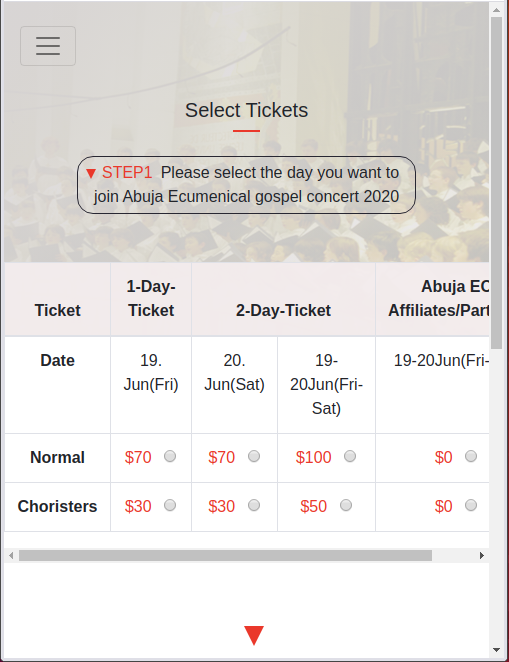 Select Tickets
▼ STEP1 Please select the day you want to
join Abuja Ecumenical gospel concert 2020
Ticket 1-Day-Ticket 2-Day-Ticket Abuja EC Affiliates/Part
Date 19. Jun(Fri) 20. Jun(Sat) 19-20Jun(Fri-Sat) 19-20Jun(Fri-
Normal $70 $70 $100 $0
Choristers $30 $30 $50 $0
▼